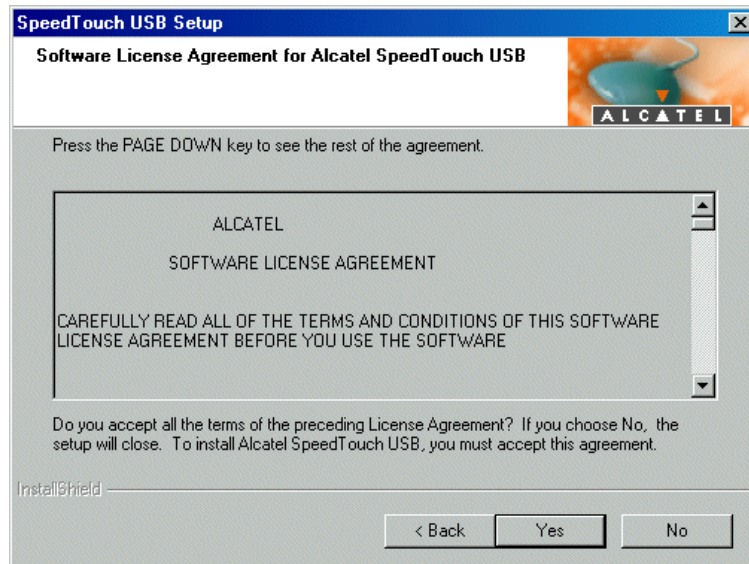 SpeedTouch USB Setup
Software License Agreement for Alcatel SpeedTouch USB
ALCATEL
Press the PAGE DOWN key to see the rest of the agreement.
ALCATEL
SOFTWARE LICENSE AGREEMENT
CAREFULLY READ ALL OF THE TERMS AND CONDITIONS OF THIS SOFTWARE
LICENSE AGREEMENT BEFORE YOU USE THE SOFTWARE
Do you accept all the terms of the preceding License Agreement? If you choose No, the
setup will close. To install Alcatel SpeedTouch USB, you must accept this agreement.
InstallShield
< Back
Yes
No